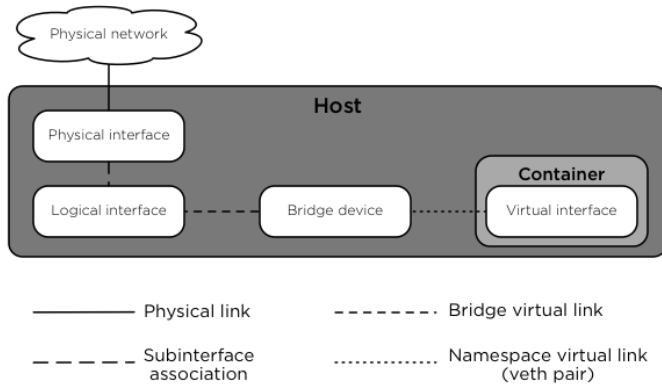 Physical network
Host
Physical interface
Container
Logical interface
Bridge device
Virtual interface
Physical link
Bridge virtual link
Subinterface
association
Namespace virtual link
(veth pair)